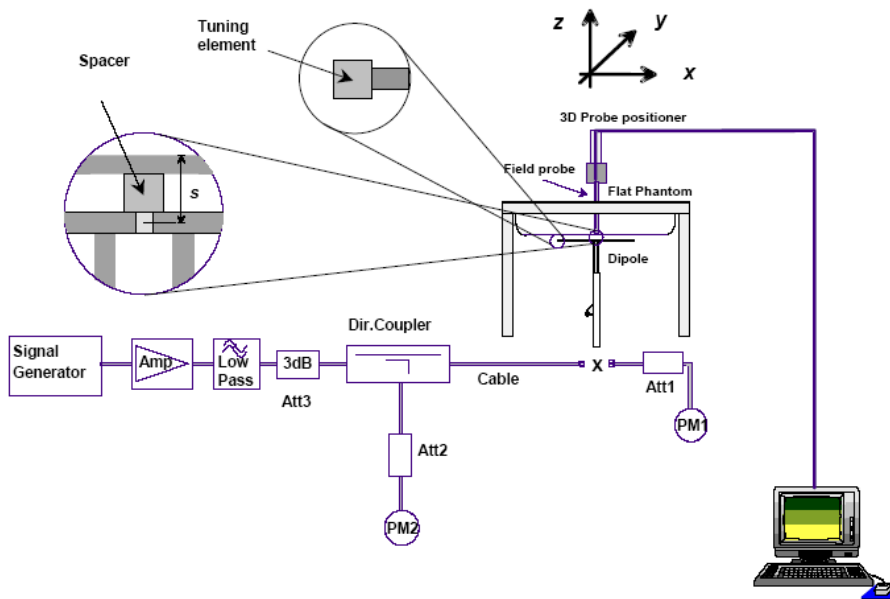 Tuning
element
Spacer
z
y
x
3D Probe positioner
Field probe
Flat Phantom
s
Dipole
Dir.Coupler
Signal
Generator
Amp
Low
Pass
3dB
Att3
Cable
X
Att1
PM1
Att2
PM2